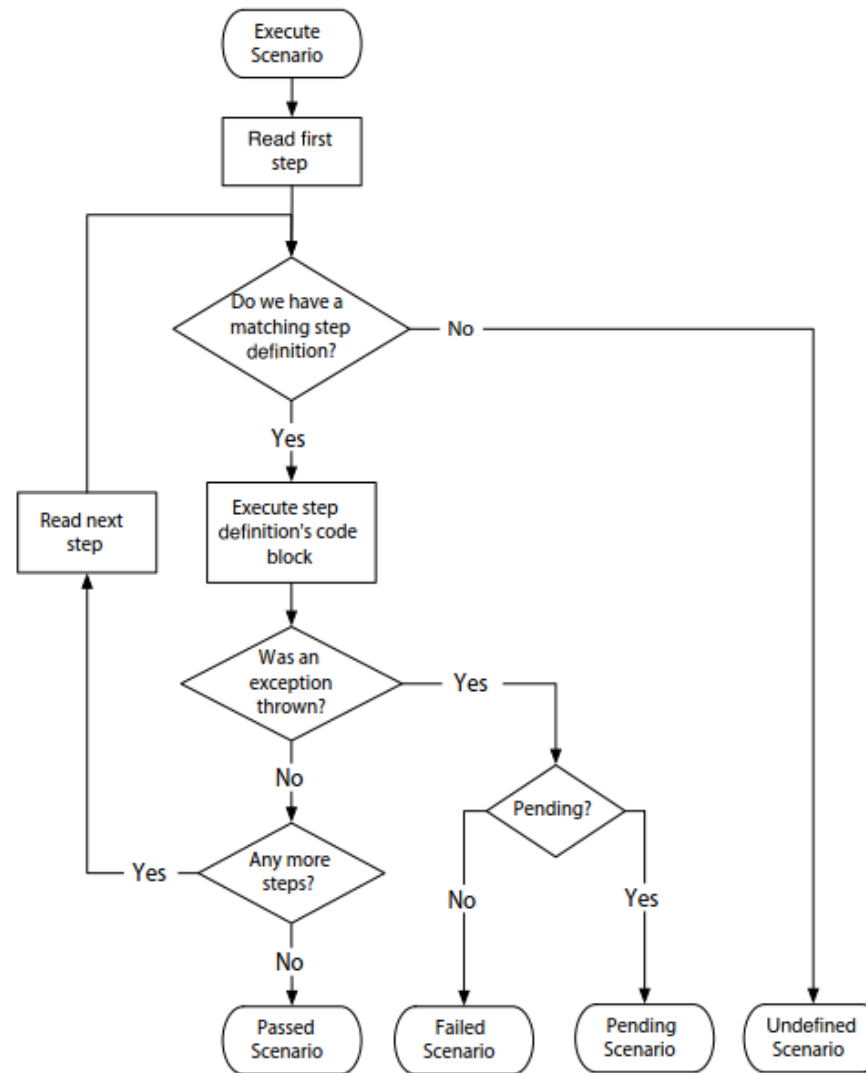 Execute
Scenario
Read first
step
Do we have a
matching step
definition?
No
Yes
Read next
step
Execute step
definition's code
block
Was an
exception
thrown?
Yes
No
Pending?
Any more
steps?
Yes
No
Yes
No
Passed
Scenario
Failed
Scenario
Pending
Scenario
Undefined
Scenario